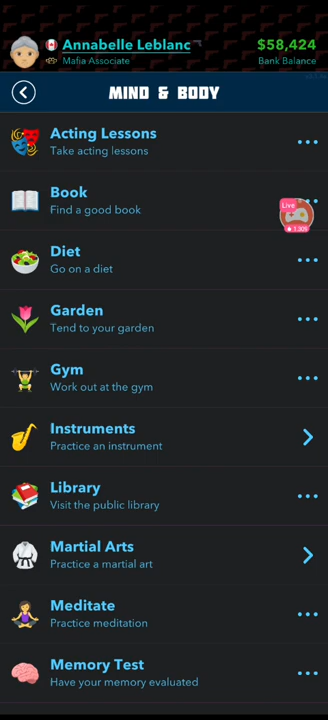 Annabelle Leblanc
$58,424
Mafia Associate
Bank Balance
MIND & BODY
Acting Lessons
Take acting lessons
Book
Find a good book
Live
Diet
Go on a diet
Garden
Tend to your garden
Gym
Work out at the gym
Instruments
Practice an instrument
Library
Visit the public library
Martial Arts
Practice a martial art
Meditate
Practice meditation
Memory Test
Have your memory evaluated